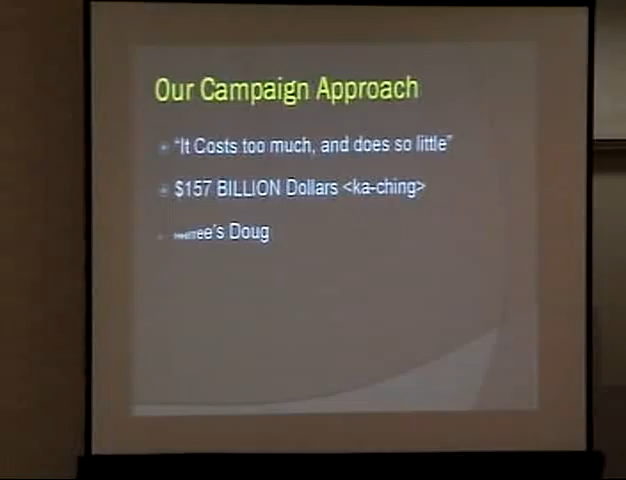 Our Campaign Approach
"It Costs too much, and does so little"
$157 BILLION Dollars <ka-ching>
Doug